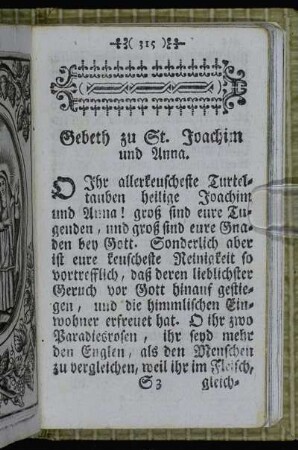 ( 315 )
Gebeth zu St. Joachim
und Anna.
O Ihr allerkeuscheste Turtel-
tauben heilige Joachim
und Anna! groß sind eure Tu-
genden, und groß sind eure Gna-
den bey Gott. Sonderlich aber
ist eure keuscheste Reinigkeit so
vortrefflich, daß deren lieblichster
Geruch vor Gott hinauf gestie-
gen, und die himmlischen Ein-
wohner erfreuet hat. O ihr zwo
Paradiesrosen, ihr seyd mehr
den Englen, als den Menschen
zu vergleichen, weil ihr im Fleisch,
S 3 gleich-